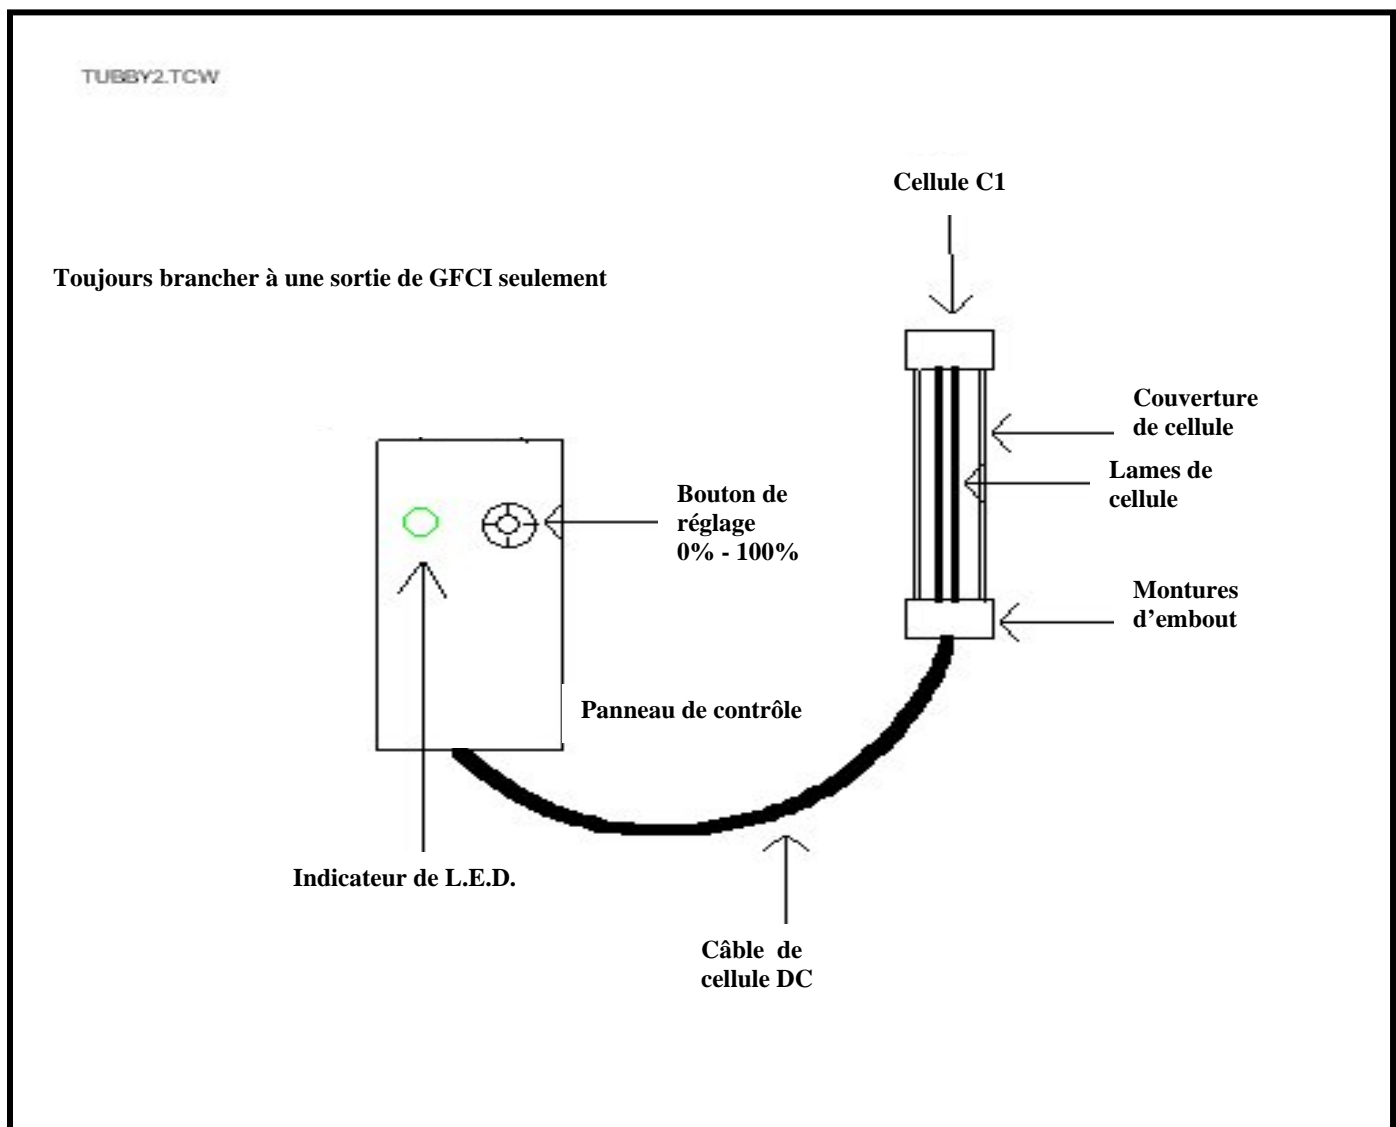 TUBBY2.TCW
Cellule C1
Toujours brancher à une sortie de GFCI seulement
Couverture
de cellule
Lames de
cellule
Bouton de
réglage
0% - 100%
Montures
d’embout
Panneau de contrôle
Indicateur de L.E.D.
Câble de
cellule DC